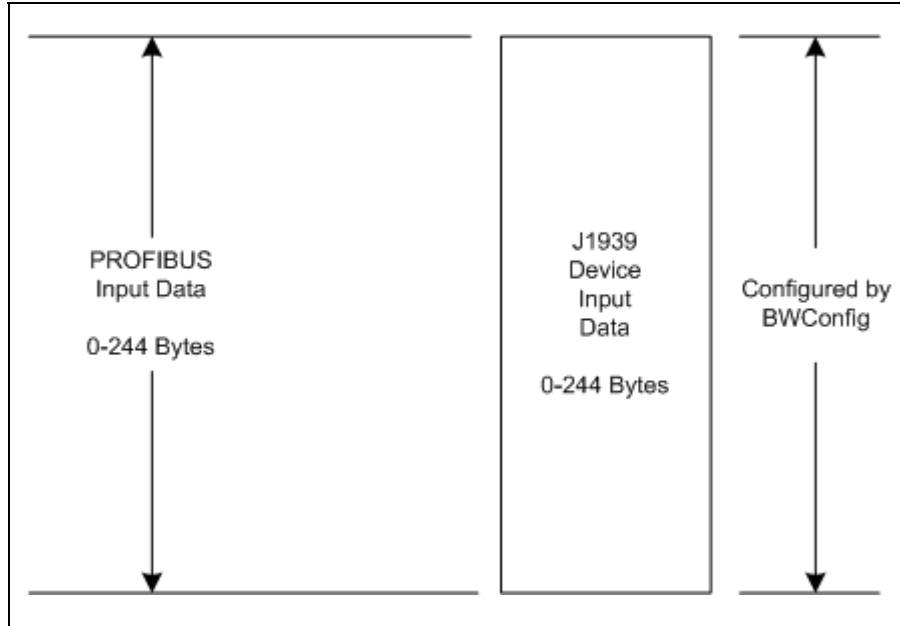 PROFIBUS
Input Data
0-244 Bytes
J1939
Device
Input
Data
0-244 Bytes
Configured by
BWConfig